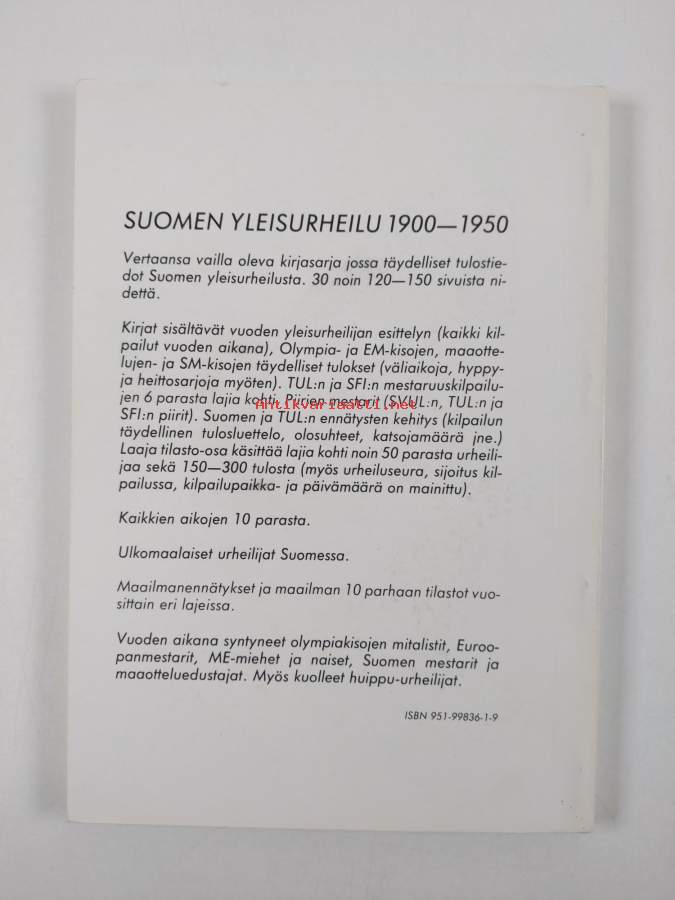 SUOMEN YLEISURHEILU 1900—1950
Vertaansa vailla oleva kirjasarja jossa täydelliset tulostie-
dot Suomen yleisurheilusta. 30 noin 120—150 sivuista ni-
dettä.
Kirjat sisältävät vuoden yleisurheilijan esittelyn (kaikki kil-
pailut vuoden aikana), Olympia- ja EM-kisojen, maaotte-
lujen- ja SM-kisojen täydelliset tulokset (väliaikoja, hyppy-
ja heittosarjoja myöten). TUL:n ja SFI:n mestaruuskilpailu-
jen 6 parasta lajia kohti. Piirien mestarit (SVUL:n, TUL:n ja
Antikvariaatti.net
SFI:n piirit). Suomen ja TUL:n ennätysten kehitys (kilpailun
täydellinen tulosluettelo, olosuhteet, katsojamäärä jne.)
Laaja tilasto-osa käsittää lajia kohti noin 50 parasta urheili-
jaa sekä 150—300 tulosta (myös urheiluseura, sijoitus kil-
pailussa, kilpailupaikka- ja päivämäärä on mainittu).
Kaikkien aikojen 10 parasta.
Ulkomaalaiset urheilijat Suomessa.
Maailmanennätykset ja maailman 10 parhaan tilastot vuo-
sittain eri lajeissa.
Vuoden aikana syntyneet olympiakisojen mitalistit, Euroo-
panmestarit, ME-miehet ja naiset, Suomen mestarit ja
maaotteluedustajat. Myös kuolleet huippu-urheilijat.
ISBN 951-99836-1-9